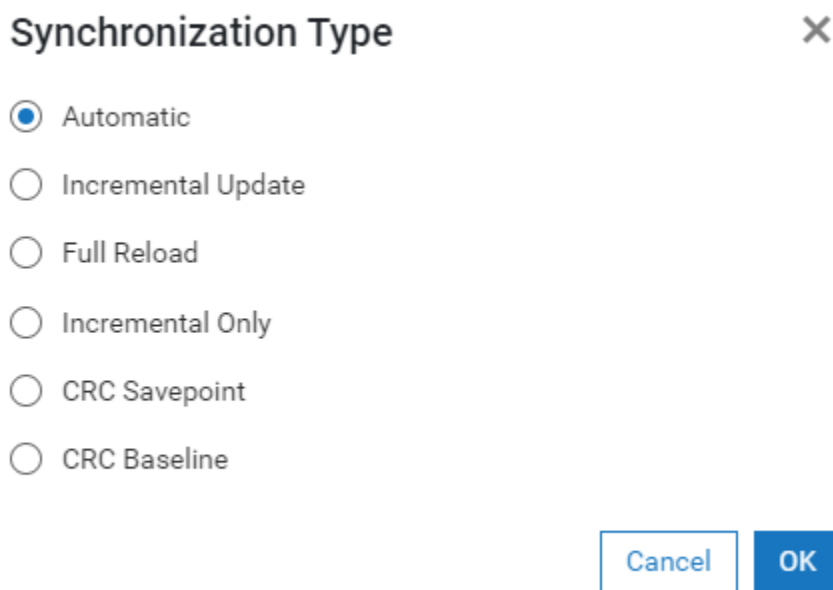 Synchronization Type
Automatic
Incremental Update
Full Reload
Incremental Only
CRC Savepoint
CRC Baseline
Cancel OK